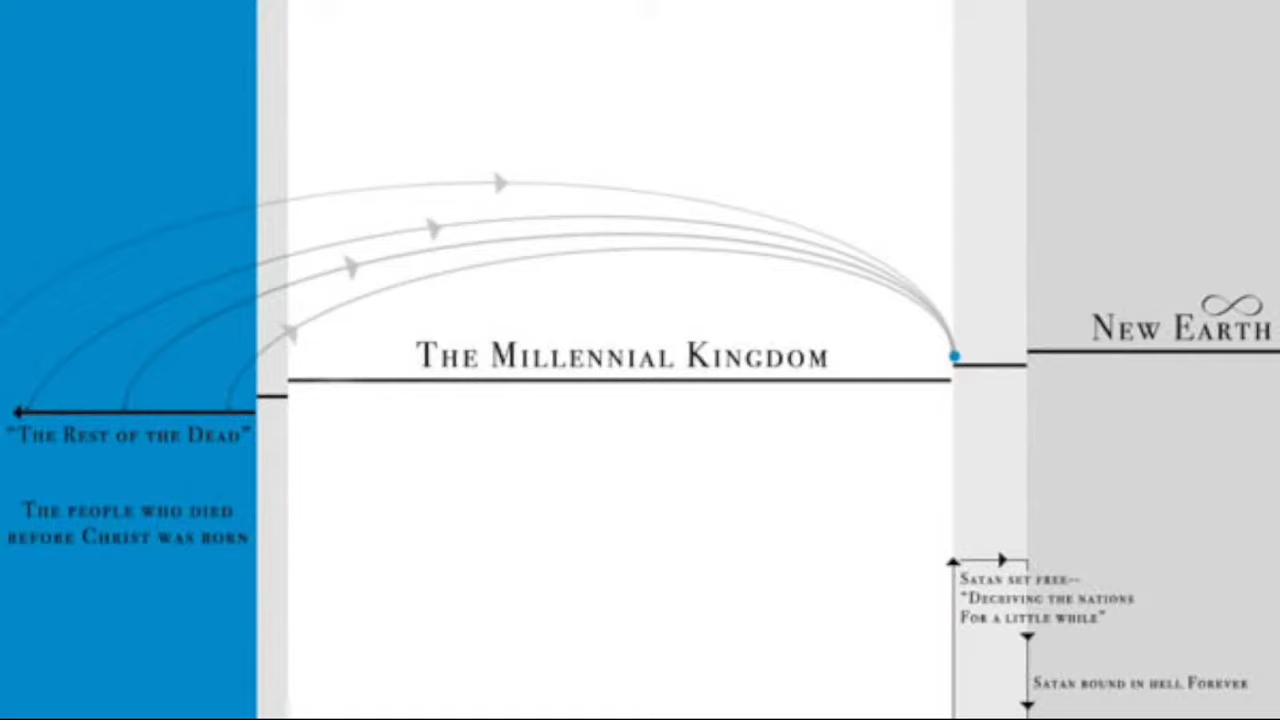 The Millennial Kingdom
New Earth
"The Rest of the Dead"
The people who died
before Christ was born
Satan set free--
"Deceiving the nations
For a little while"
Satan bound in hell Forever